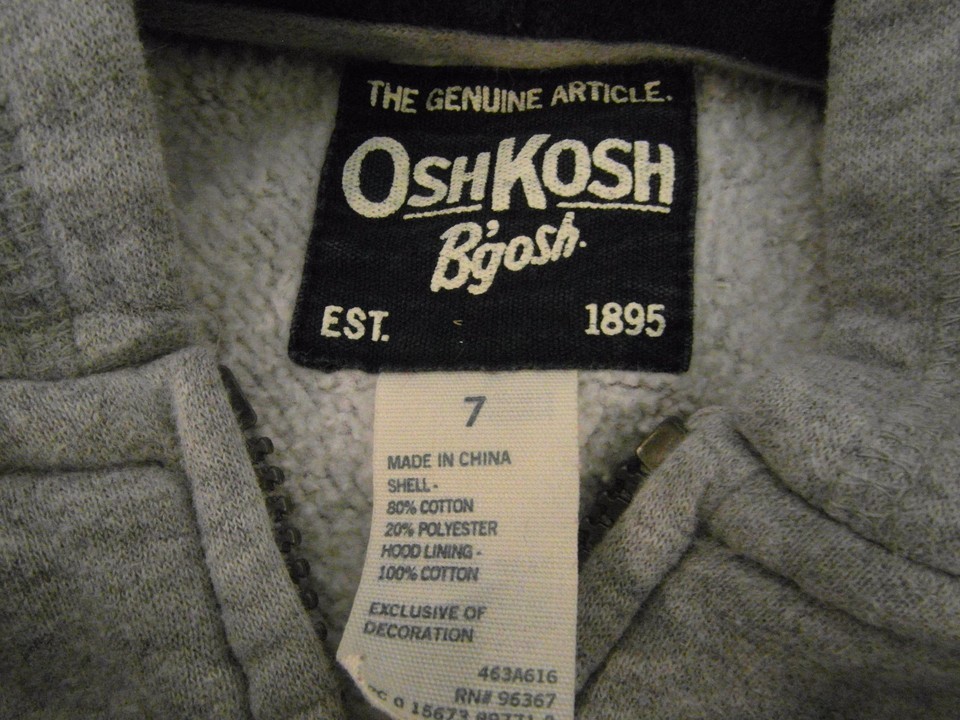 THE GENUINE ARTICLE.
OSHKOSH
B'gosh.
EST. 1895
7
MADE IN CHINA
SHELL-
80% COTTON
20% POLYESTER
HOOD LINING-
100% COTTON
EXCLUSIVE OF
DECORATION
463A616
RN# 96367